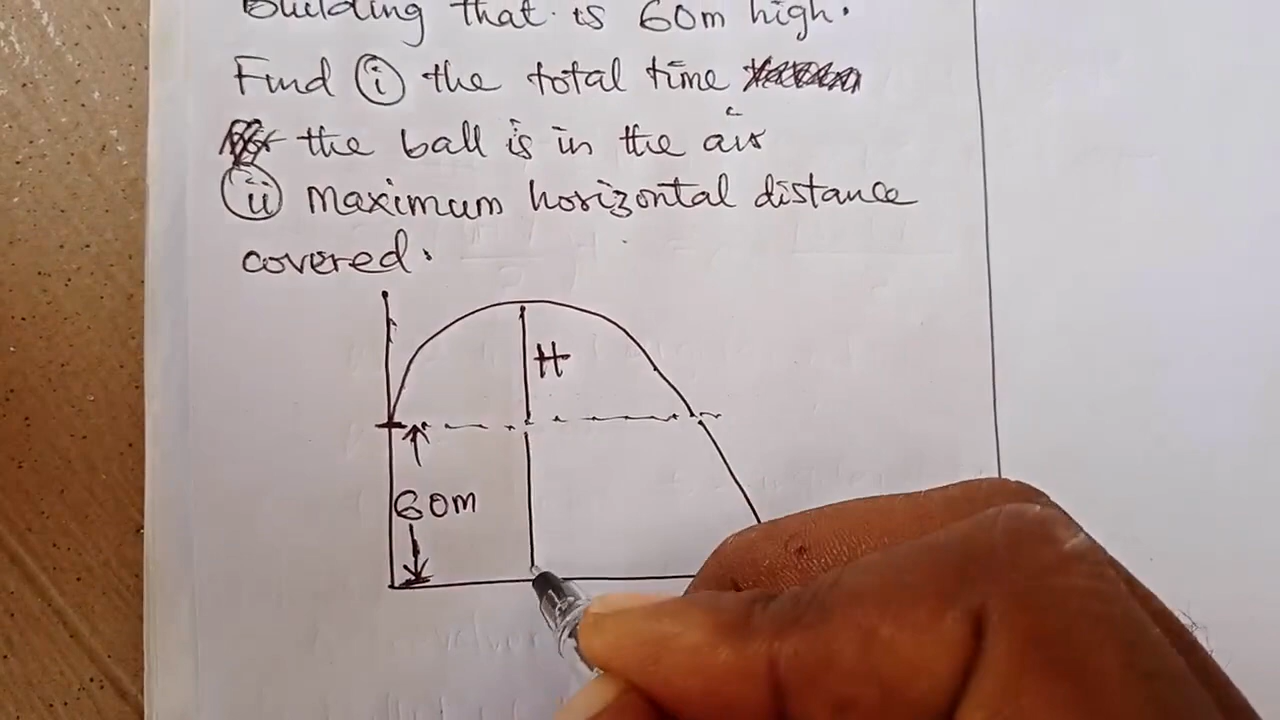 Building that is 60m high.
Find (i) the total time
the ball is in the air
(ii) maximum horizontal distance
covered.
H
60m